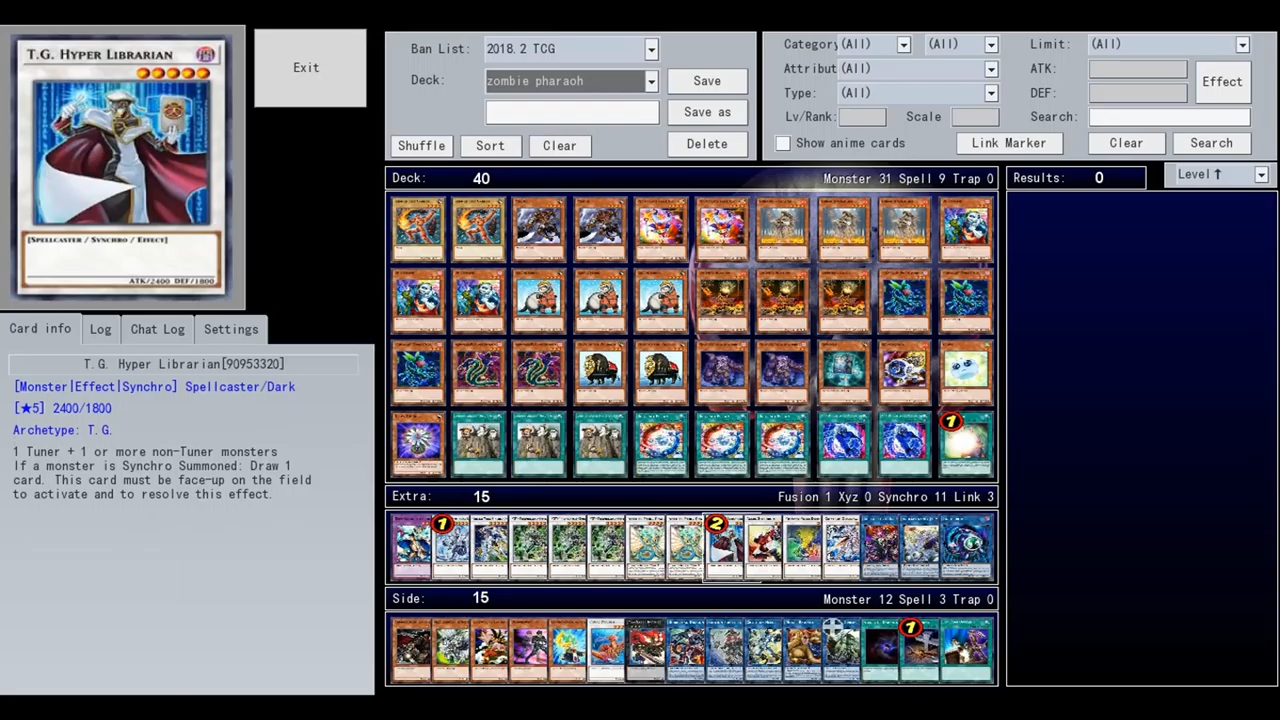 T.G. HYPER LIBRARIAN
[SPELLCASTER / SYNCHRO / EFFECT]
ATK/2400 DEF/1800
Exit
Ban List: 2018.2 TCG
Deck: zombie pharaoh Save
Save as
Shuffle Sort Clear Delete
Category (All) (All) Limit: (All)
Attribut (All) ATK:
Type: (All) DEF: Effect
Lv/Rank: Scale Search:
Show anime cards Link Marker Clear Search
Deck: 40 Monster 31 Spell 9 Trap 0
Results: 0 Level↑
Card info Log Chat Log Settings
T.G. Hyper Librarian[90953320]
[Monster|Effect|Synchro] Spellcaster/Dark
[★5] 2400/1800
Archetype: T.G.
1 Tuner + 1 or more non-Tuner monsters
If a monster is Synchro Summoned: Draw 1
card. This card must be face-up on the field
to activate and to resolve this effect.
1
Extra: 15 Fusion 1 Xyz 0 Synchro 11 Link 3
1 2
Side: 15 Monster 12 Spell 3 Trap 0
1